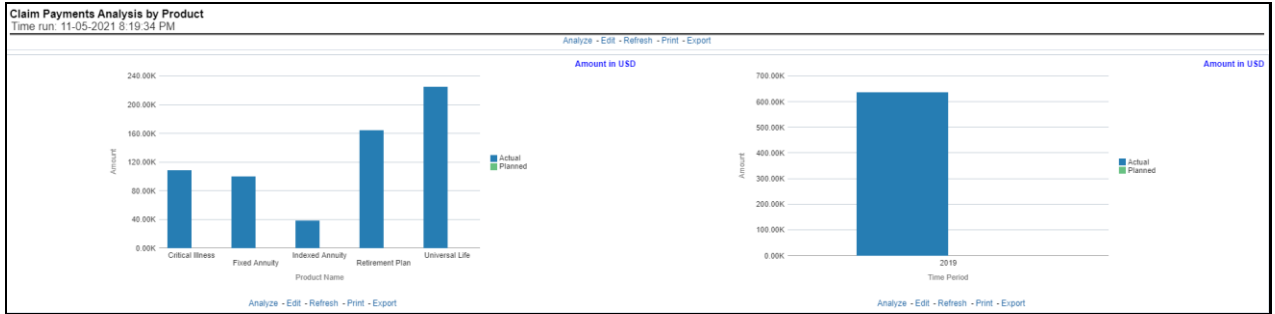 Claim Payments Analysis by Product
Time run: 11-05-2021 8:19:34 PM
Analyze - Edit - Refresh - Print - Export
Amount in USD
240.00K
200.00K
160.00K
120.00K
80.00K
40.00K
0.00K
Amount
Critical Illness
Fixed Annuity
Indexed Annuity
Retirement Plan
Universal Life
Product Name
Actual
Planned
Analyze - Edit - Refresh - Print - Export
Amount in USD
700.00K
600.00K
500.00K
400.00K
300.00K
200.00K
100.00K
0.00K
Amount
2019
Time Period
Actual
Planned
Analyze - Edit - Refresh - Print - Export